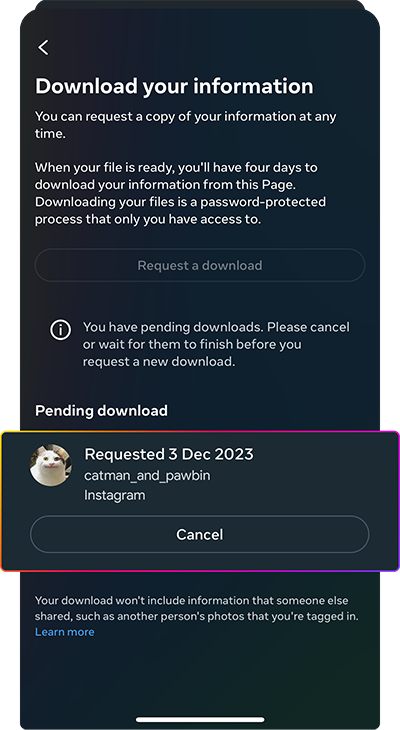 Download your information
You can request a copy of your information at any
time.
When your file is ready, you'll have four days to
download your information from this Page.
Downloading your files is a password-protected
process that only you have access to.
Request a download
You have pending downloads. Please cancel
or wait for them to finish before you
request a new download.
Pending download
Requested 3 Dec 2023
catman_and_pawbin
Instagram
Cancel
Your download won't include information that someone else
shared, such as another person's photos that you're tagged in.
Learn more